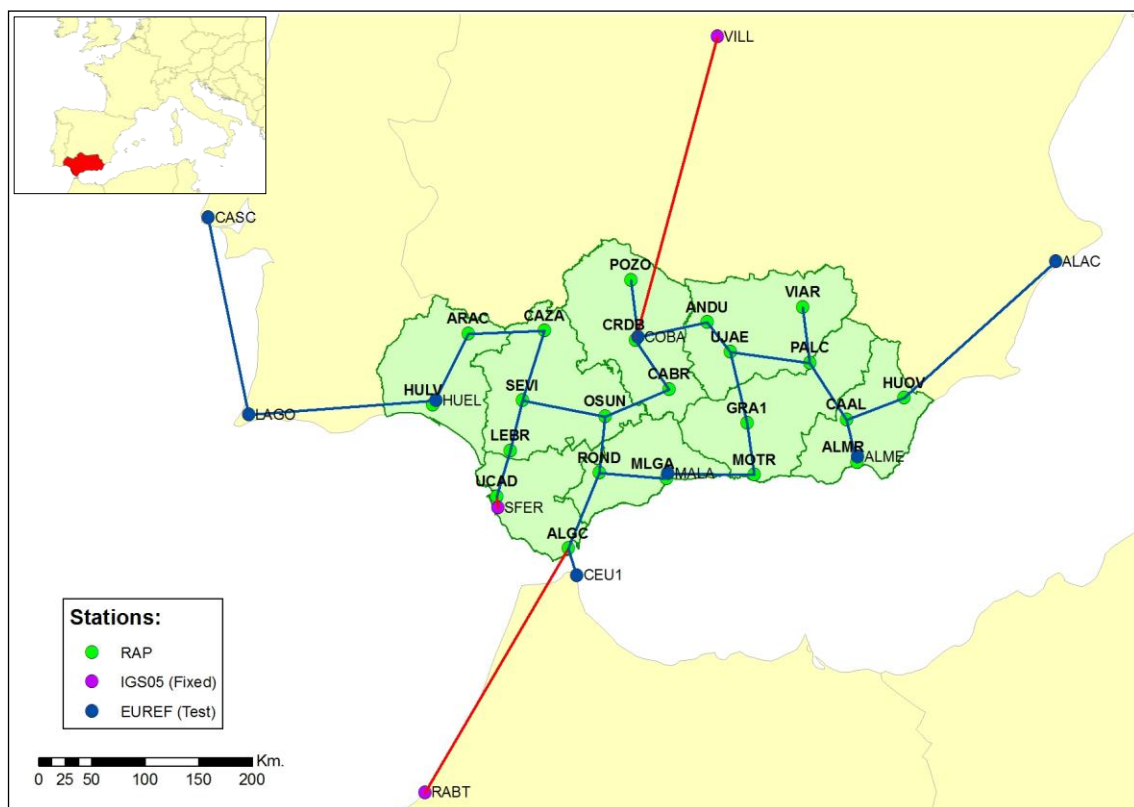 VILL
CASC
ALAC
POZO
VIAR
ANDU
ARAC
CAZA
CRDB
COBA
UJAE
PALC
CABR
HUOV
HULV
HUEL
SEVI
OSUN
GRA1
CAAL
LAGO
LEBR
ALMR
ALME
ROND
MLGA
MALA
MOTR
UCAD
SFER
ALGC
CEU1
Stations:
RAP
IGS05 (Fixed)
EUREF (Test)
Km.
0 25 50 100 150 200
RABT